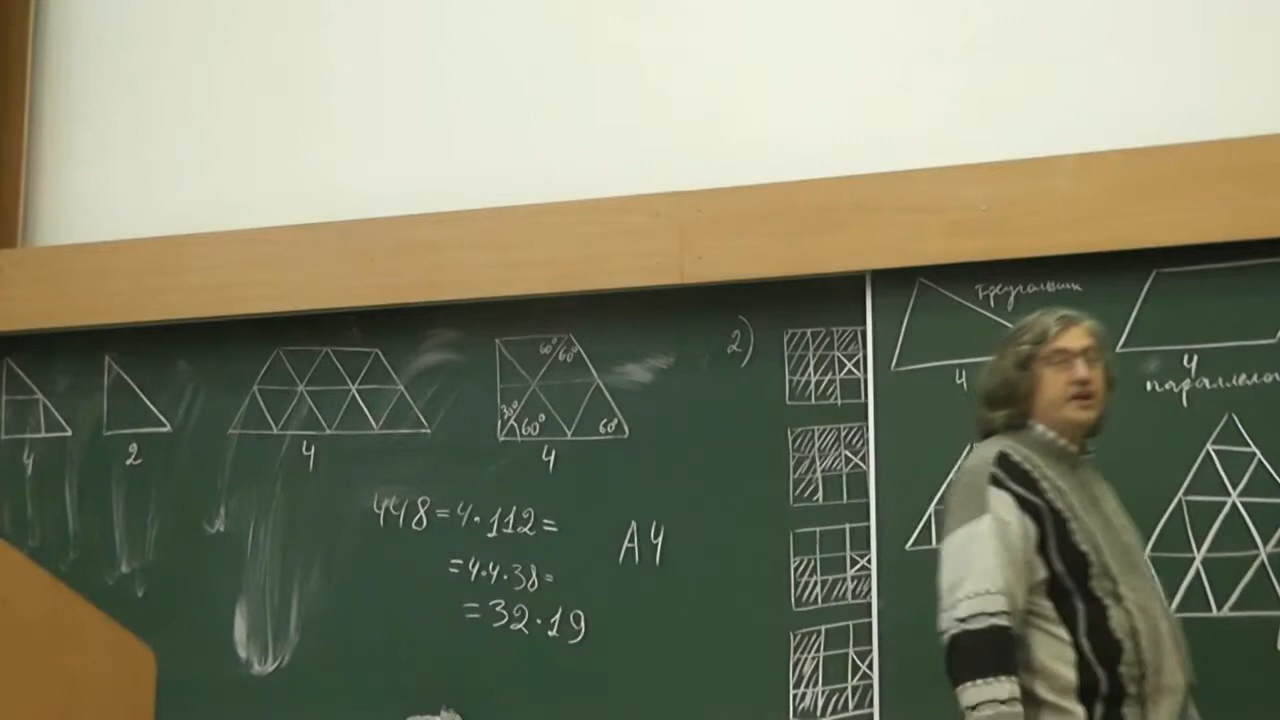 2)
треугольник
4
4
параллело
4
2
4
60° 60°
30° 60° 60°
4
448=4·112=
=4·4·38=
=32·19
A4